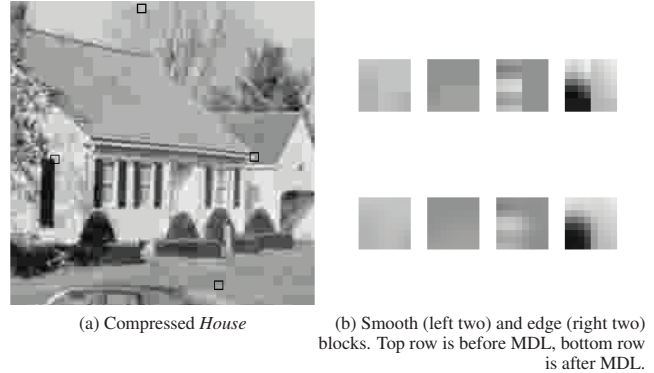 (a) Compressed House
(b) Smooth (left two) and edge (right two)
blocks. Top row is before MDL, bottom row
is after MDL.